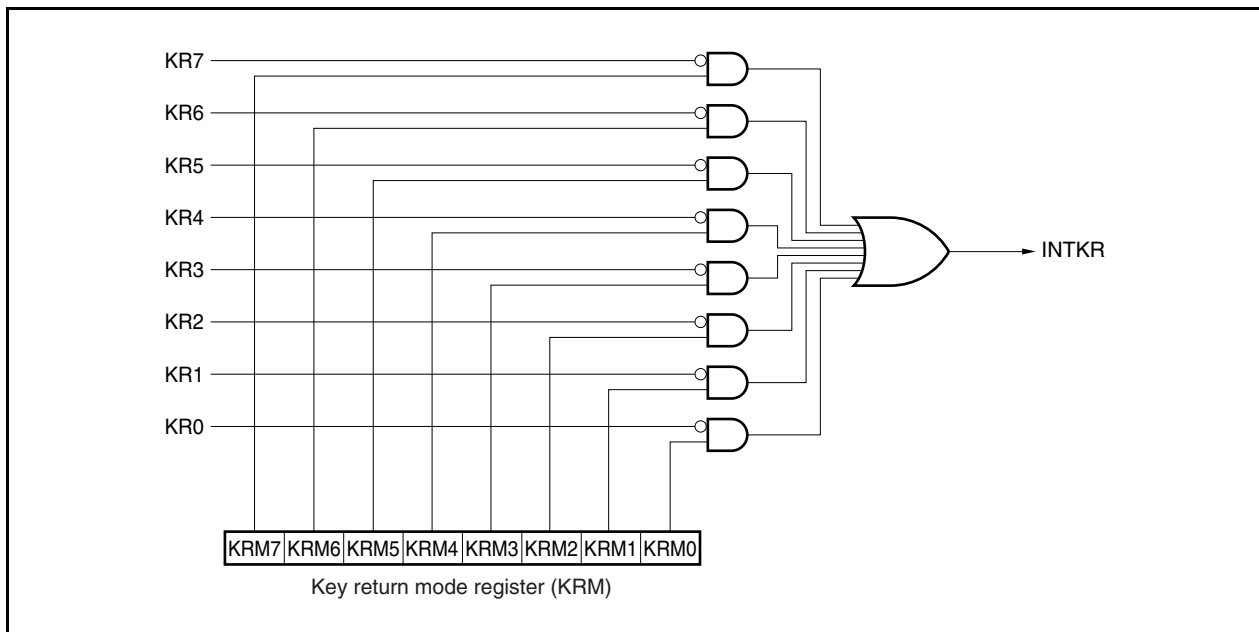 KR7
KR6
KR5
KR4
KR3
KR2
KR1
KR0
INTKR
KRM7 KRM6 KRM5 KRM4 KRM3 KRM2 KRM1 KRM0
Key return mode register (KRM)